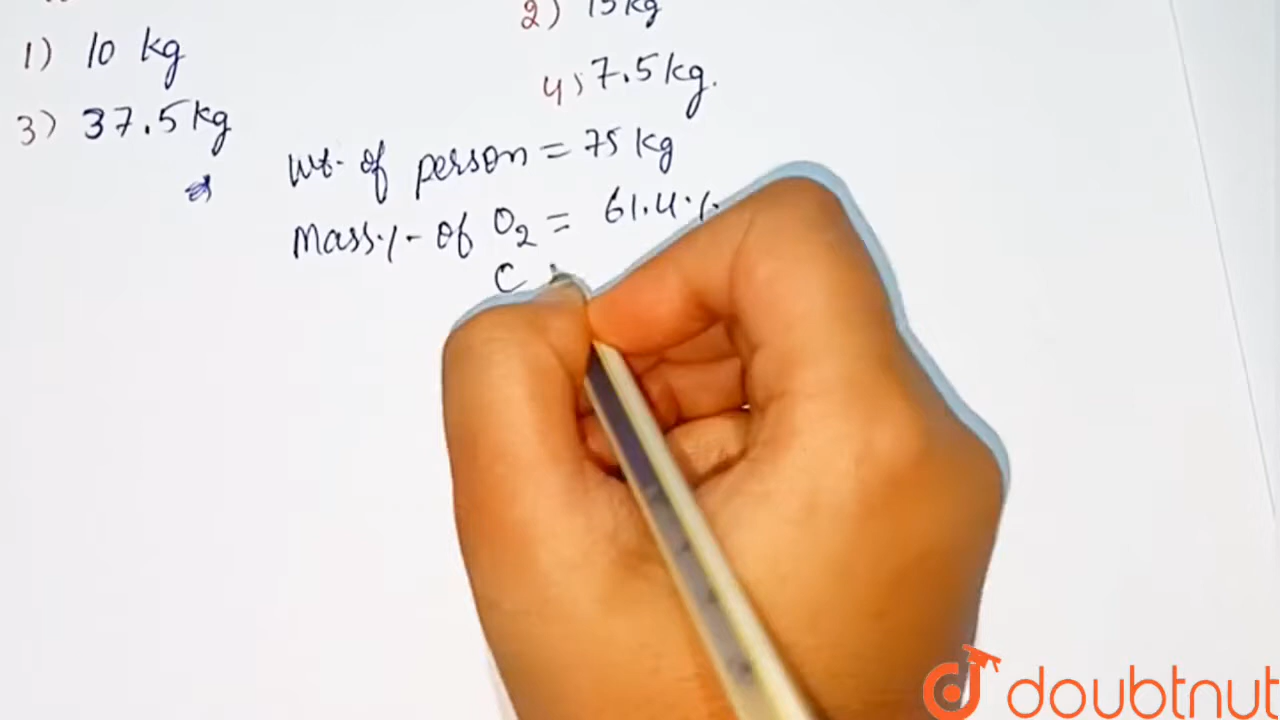 2) 15 kg
1) 10 kg
4) 7.5 kg.
3) 37.5 kg
Wt. of person = 75 kg
Mass % of O₂ = 61.4 %
C
doubtnut